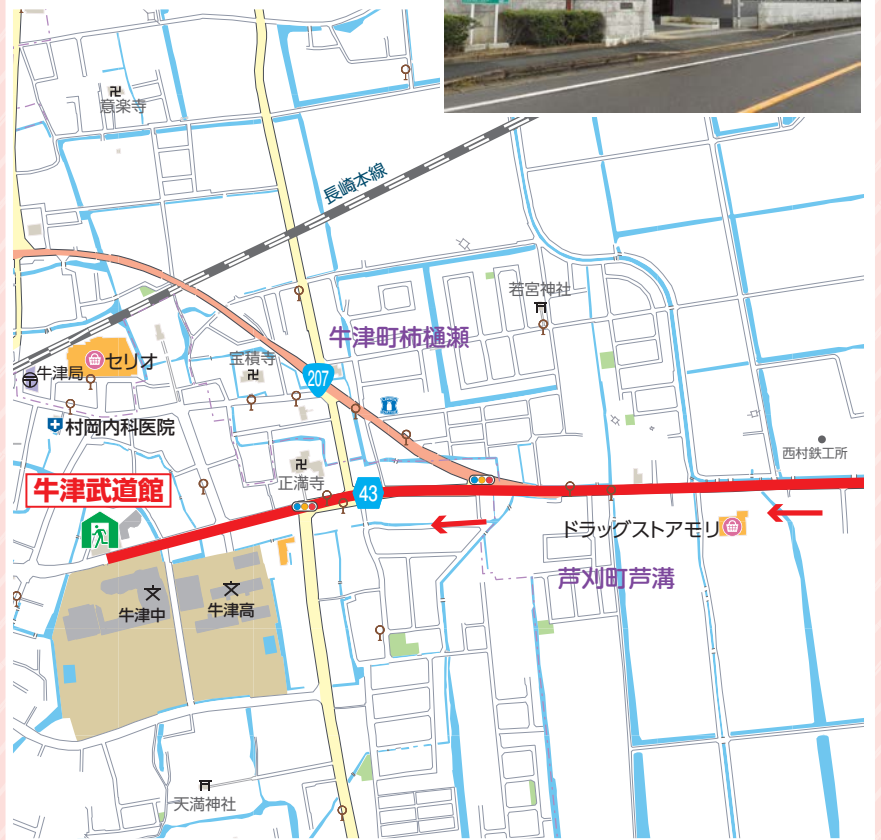 意楽寺
長崎本線
若宮神社
牛津町柿樋瀬
宝積寺
セリオ
牛津局
207
村岡内科医院
西村鉄工所
正満寺
牛津武道館
43
ドラッグストアモリ
芦刈町芦溝
牛津中
牛津高
天満神社